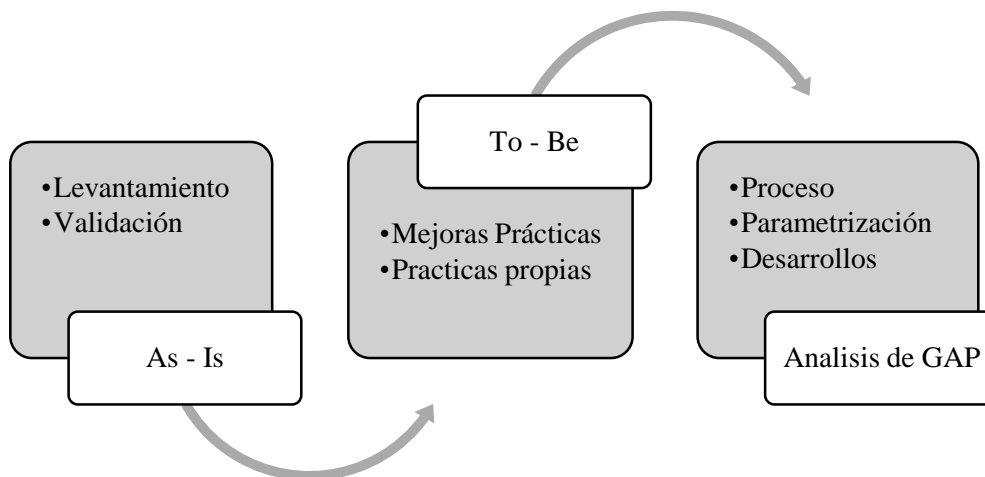 •Levantamiento
•Validación
As - Is
To - Be
•Mejoras Prácticas
•Practicas propias
•Proceso
•Parametrización
•Desarrollos
Analisis de GAP